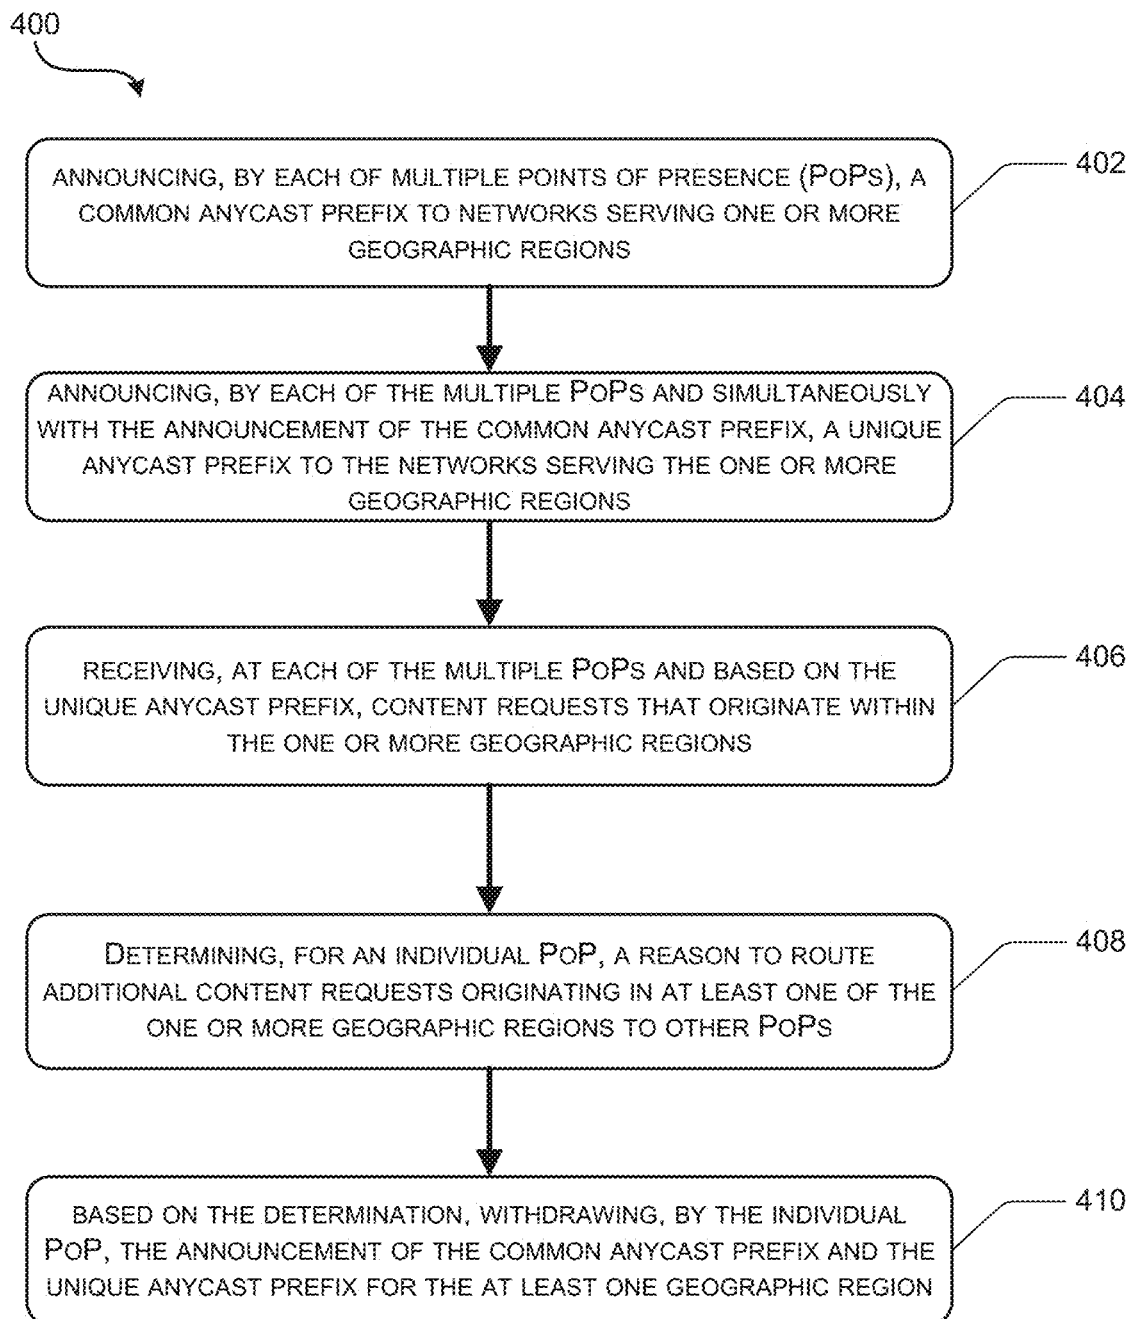 400
ANNOUNCING, BY EACH OF MULTIPLE POINTS OF PRESENCE (POPS), A
COMMON ANYCAST PREFIX TO NETWORKS SERVING ONE OR MORE
GEOGRAPHIC REGIONS
402
ANNOUNCING, BY EACH OF THE MULTIPLE POPS AND SIMULTANEOUSLY
WITH THE ANNOUNCEMENT OF THE COMMON ANYCAST PREFIX, A UNIQUE
ANYCAST PREFIX TO THE NETWORKS SERVING THE ONE OR MORE
GEOGRAPHIC REGIONS
404
RECEIVING, AT EACH OF THE MULTIPLE POPS AND BASED ON THE
UNIQUE ANYCAST PREFIX, CONTENT REQUESTS THAT ORIGINATE WITHIN
THE ONE OR MORE GEOGRAPHIC REGIONS
406
DETERMINING, FOR AN INDIVIDUAL POP, A REASON TO ROUTE
ADDITIONAL CONTENT REQUESTS ORIGINATING IN AT LEAST ONE OF THE
ONE OR MORE GEOGRAPHIC REGIONS TO OTHER POPS
408
BASED ON THE DETERMINATION, WITHDRAWING, BY THE INDIVIDUAL
POP, THE ANNOUNCEMENT OF THE COMMON ANYCAST PREFIX AND THE
UNIQUE ANYCAST PREFIX FOR THE AT LEAST ONE GEOGRAPHIC REGION
410